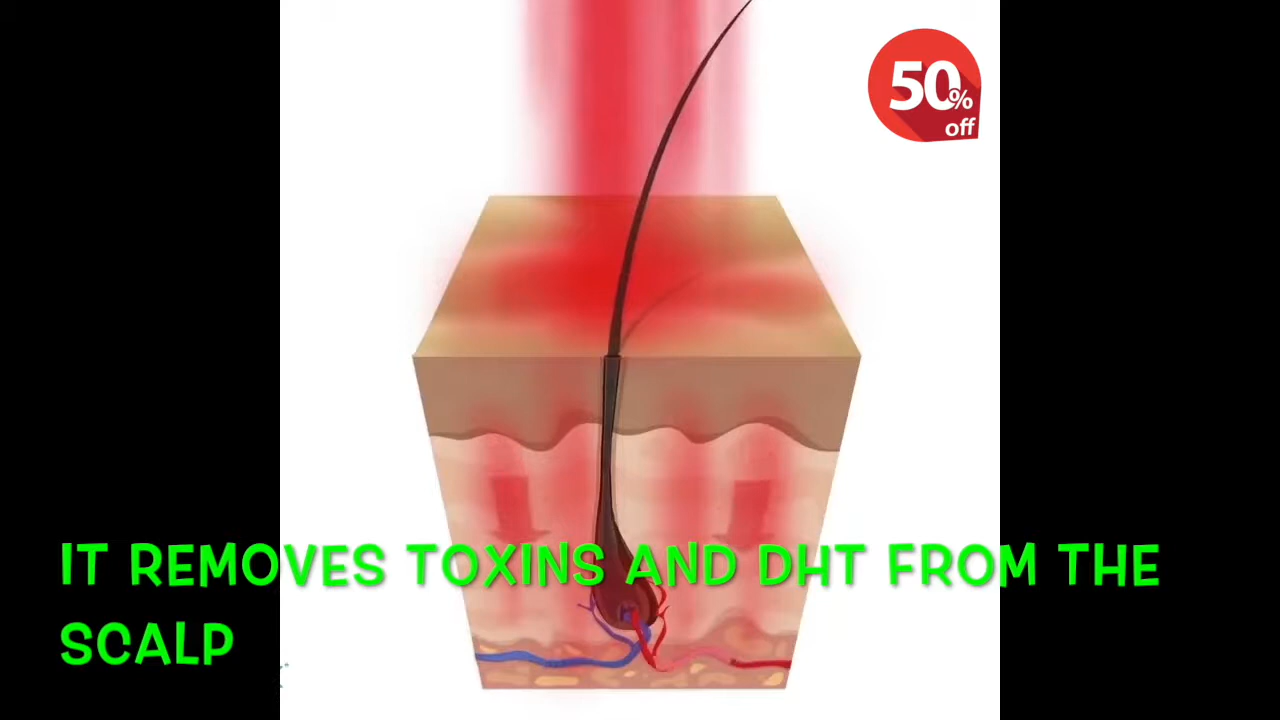 50%
off
IT REMOVES TOXINS AND DHT FROM THE
SCALP